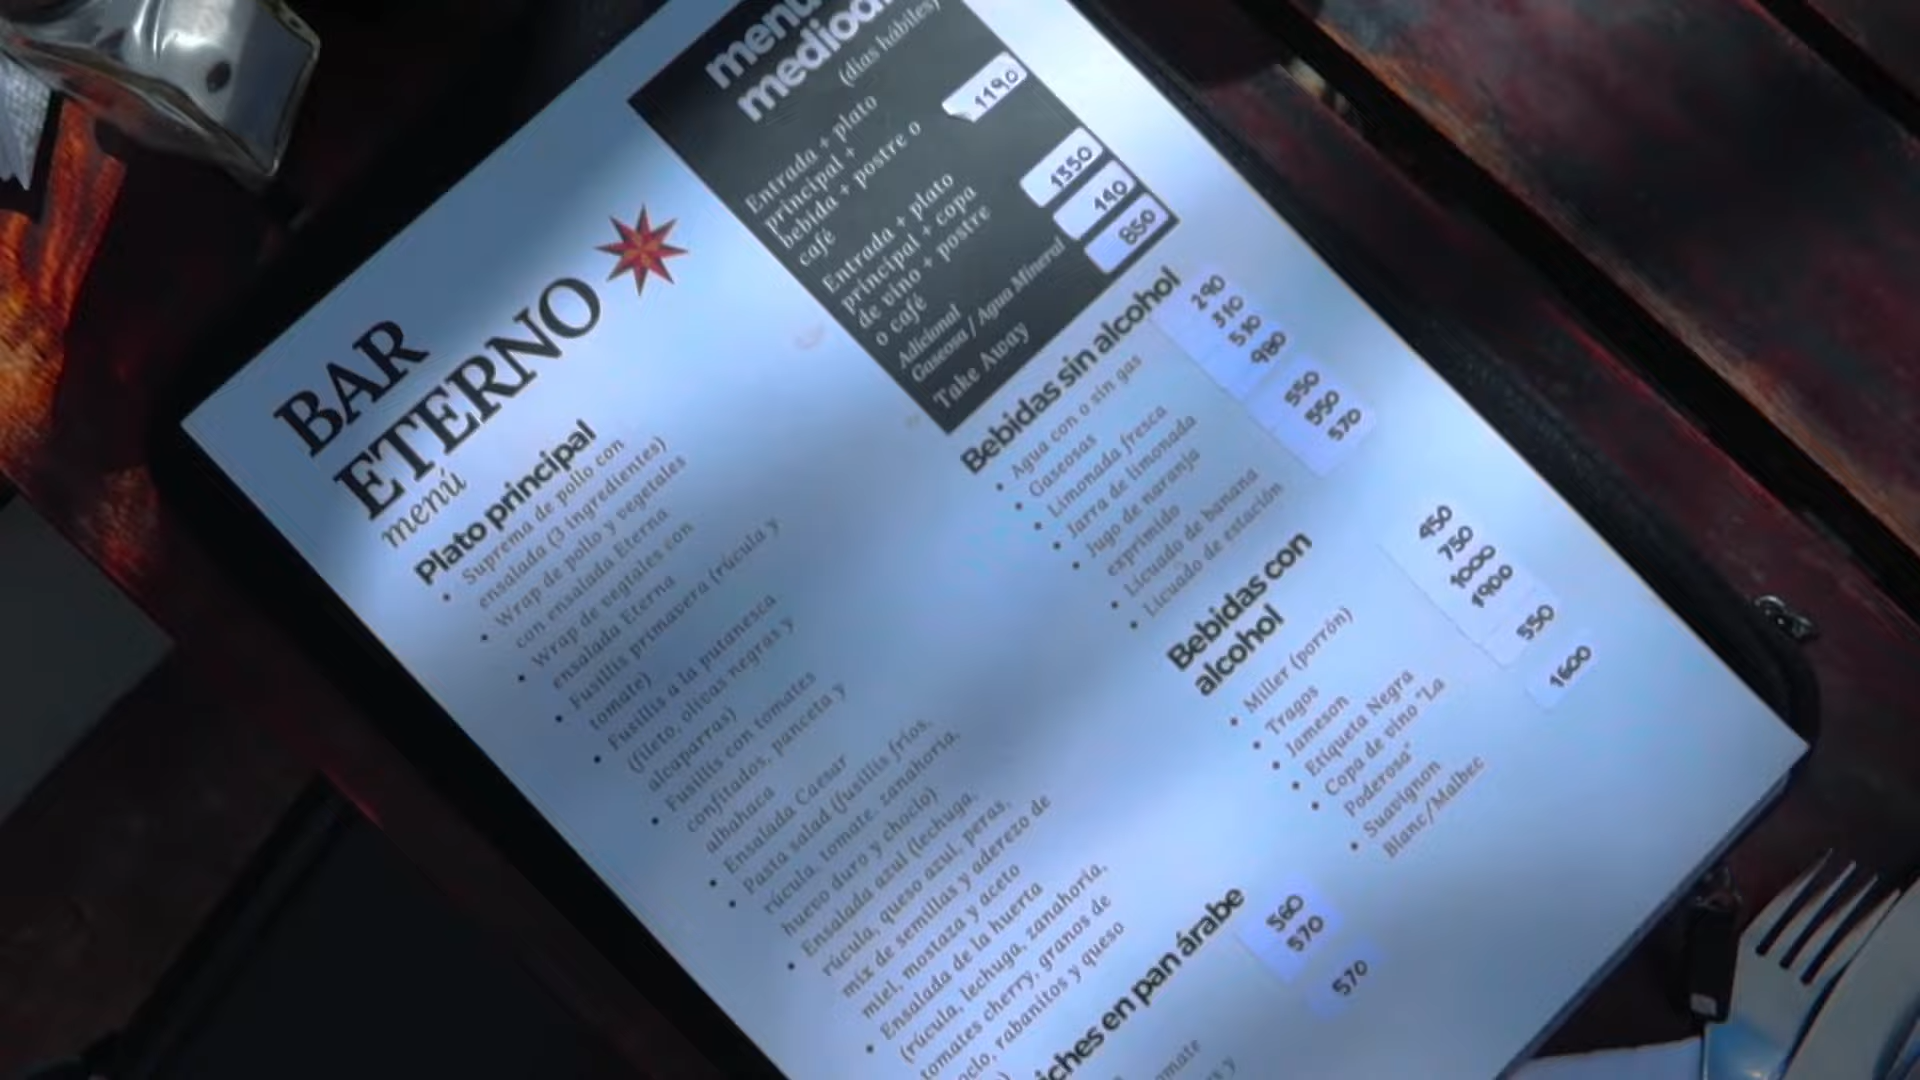 BAR
ETERNO
menú
Plato principal
• Suprema de pollo con
ensalada (3 ingredientes)
• Wrap de pollo y vegetales
con ensalada Eterna
• Wrap de vegtales con
ensalada Eterna
• Fusilis primavera (rúcula y
tomate)
• Fusillis a la putanesca
(fileto, olivas negras y
alcaparras)
• Fusilis con tomates
confitados, panceta y
albahaca
• Ensalada Caesar
• Pasta salad (fusilis fríos,
rúcula, tomate, zanahoria,
huevo duro y choclo)
• Ensalada azul (lechuga,
rúcula, queso azul, peras,
mix de semillas y aderezo de
miel, mostaza y aceto
• Ensalada de la huerta
(rúcula, lechuga, zanahoria,
tomates cherry, granos de
rabanitos y queso
menú
(días hábiles)
Entrada + plato
principal +
bebida + postre o
café
1190
Entrada + plato
principal + copa
de vino + postre
o café
1350
Adicional
Gaseosa / Agua Mineral
140
Take Away
850
Bebidas sin alcohol
• Agua con o sin gas
• Gaseosas
• Limonada fresca
• Jarra de limonada
• Jugo de naranja
exprimido
• Licuado de banana
• Licuado de estación
290
310
510
980
550
550
570
Bebidas con
alcohol
• Miller (porrón)
• Tragos
• Jameson
• Etiqueta Negra
• Copa de vino "La
Poderosa"
• Suavignon
Blanc/Malbec
450
750
1000
1900
550
1600
en pan árabe
560
570
570